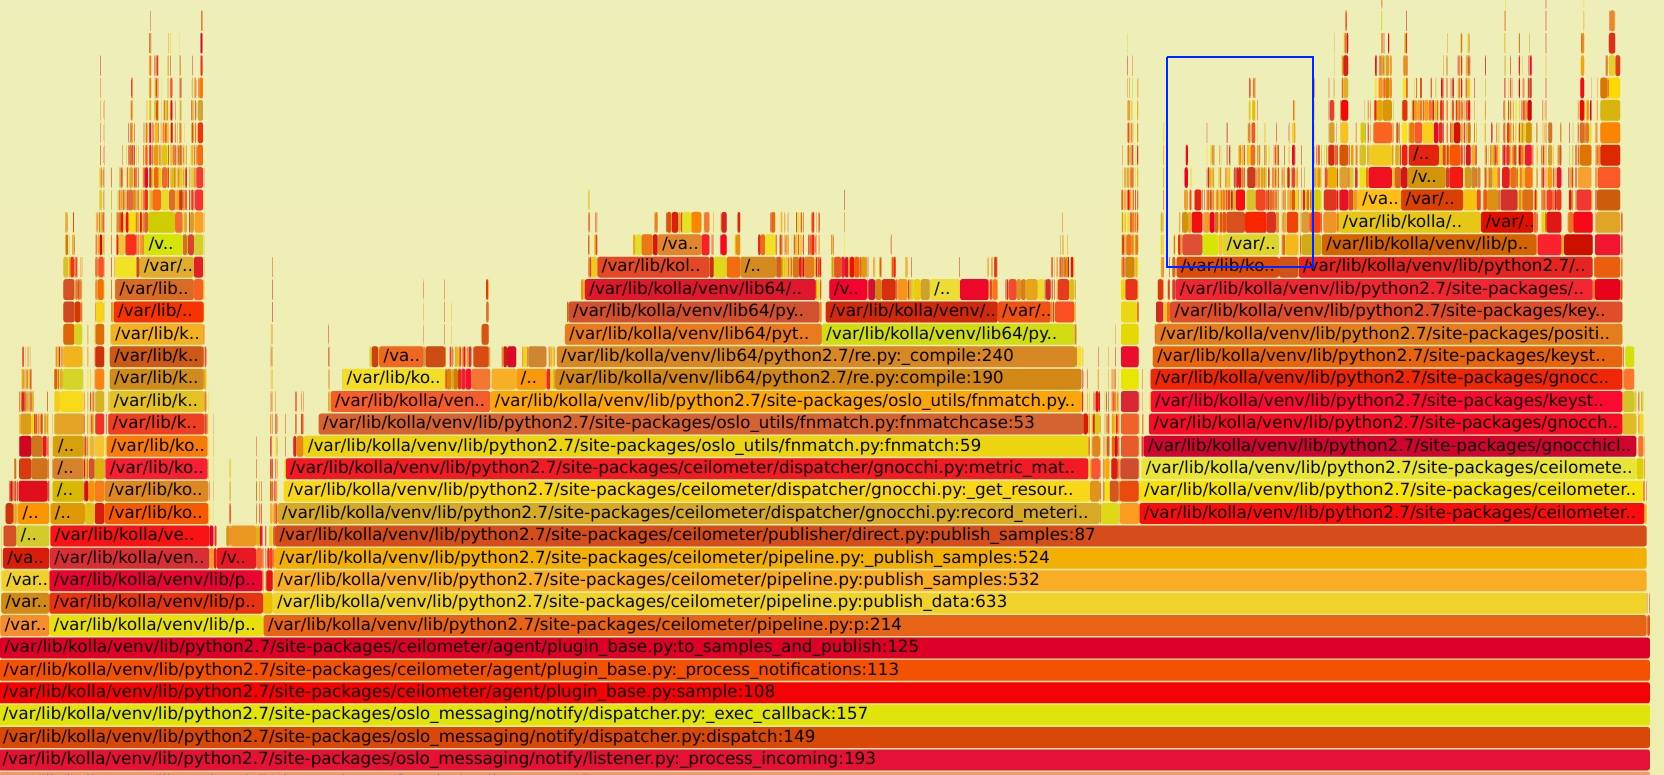 /v..
/..
/v..
/va.. /var/..
/var/lib/kolla/.. /var/..
/v.. /va.. /var/.. /var/lib/kolla/venv/lib/p..
/var/.. /var/lib/kol.. /.. /var/lib/ko.. /var/lib/kolla/venv/lib/python2.7/..
/var/lib.. /var/lib/kolla/venv/lib64/.. /v.. /.. /var/lib/kolla/venv/lib/python2.7/site-packages/..
/var/lib/.. /var/lib/kolla/venv/lib64/py.. /var/lib/kolla/venv/.. /var/.. /var/lib/kolla/venv/lib/python2.7/site-packages/key..
/var/lib/k.. /var/lib/kolla/venv/lib64/pyt.. /var/lib/kolla/venv/lib64/py.. /var/lib/kolla/venv/lib/python2.7/site-packages/positi..
/var/lib/k.. /va.. /var/lib/kolla/venv/lib64/python2.7/re.py:_compile:240 /var/lib/kolla/venv/lib/python2.7/site-packages/keyst..
/var/lib/k.. /var/lib/ko.. /.. /var/lib/kolla/venv/lib64/python2.7/re.py:compile:190 /var/lib/kolla/venv/lib/python2.7/site-packages/gnocc..
/var/lib/k.. /var/lib/kolla/ven.. /var/lib/kolla/venv/lib/python2.7/site-packages/oslo_utils/fnmatch.py.. /var/lib/kolla/venv/lib/python2.7/site-packages/keyst..
/var/lib/k.. /var/lib/kolla/venv/lib/python2.7/site-packages/oslo_utils/fnmatch.py:fnmatchcase:53 /var/lib/kolla/venv/lib/python2.7/site-packages/gnocch..
/.. /var/lib/ko.. /var/lib/kolla/venv/lib/python2.7/site-packages/oslo_utils/fnmatch.py:fnmatch:59 /var/lib/kolla/venv/lib/python2.7/site-packages/gnocchicl..
/.. /var/lib/ko.. /var/lib/kolla/venv/lib/python2.7/site-packages/ceilometer/dispatcher/gnocchi.py:metric_mat.. /var/lib/kolla/venv/lib/python2.7/site-packages/ceilomete..
/.. /var/lib/ko.. /var/lib/kolla/venv/lib/python2.7/site-packages/ceilometer/dispatcher/gnocchi.py:_get_resour.. /var/lib/kolla/venv/lib/python2.7/site-packages/ceilometer..
/.. /.. /var/lib/ko.. /var/lib/kolla/venv/lib/python2.7/site-packages/ceilometer/dispatcher/gnocchi.py:record_meteri.. /var/lib/kolla/venv/lib/python2.7/site-packages/ceilometer..
/.. /var/lib/kolla/ve.. /var/lib/kolla/venv/lib/python2.7/site-packages/ceilometer/publisher/direct.py:publish_samples:87
/va.. /var/lib/kolla/ven.. /v.. /var/lib/kolla/venv/lib/python2.7/site-packages/ceilometer/pipeline.py:_publish_samples:524
/var.. /var/lib/kolla/venv/lib/p.. /var/lib/kolla/venv/lib/python2.7/site-packages/ceilometer/pipeline.py:publish_samples:532
/var.. /var/lib/kolla/venv/lib/p.. /var/lib/kolla/venv/lib/python2.7/site-packages/ceilometer/pipeline.py:publish_data:633
/var.. /var/lib/kolla/venv/lib/p.. /var/lib/kolla/venv/lib/python2.7/site-packages/ceilometer/pipeline.py:p:214
/var/lib/kolla/venv/lib/python2.7/site-packages/ceilometer/agent/plugin_base.py:to_samples_and_publish:125
/var/lib/kolla/venv/lib/python2.7/site-packages/ceilometer/agent/plugin_base.py:_process_notifications:113
/var/lib/kolla/venv/lib/python2.7/site-packages/ceilometer/agent/plugin_base.py:sample:108
/var/lib/kolla/venv/lib/python2.7/site-packages/oslo_messaging/notify/dispatcher.py:_exec_callback:157
/var/lib/kolla/venv/lib/python2.7/site-packages/oslo_messaging/notify/dispatcher.py:dispatch:149
/var/lib/kolla/venv/lib/python2.7/site-packages/oslo_messaging/notify/listener.py:_process_incoming:193